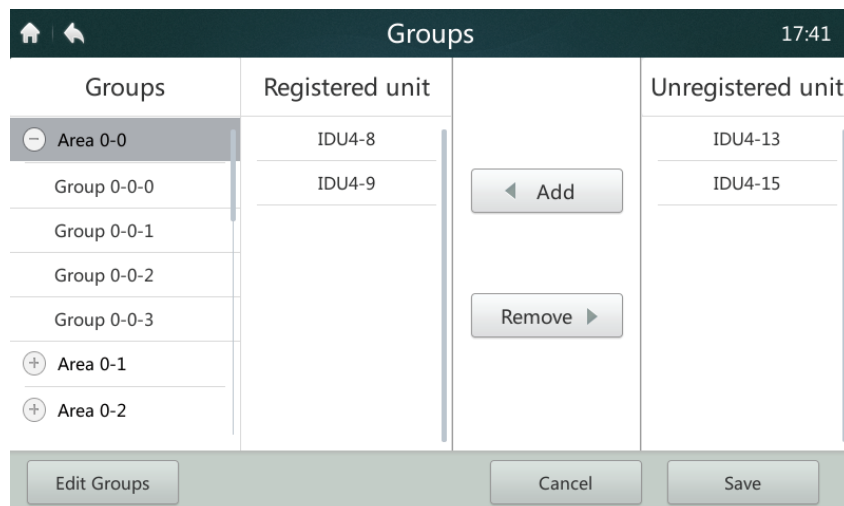 Groups
17:41
Groups
Registered unit
Unregistered unit
Area 0-0
Group 0-0-0
Group 0-0-1
Group 0-0-2
Group 0-0-3
Area 0-1
Area 0-2
IDU4-8
IDU4-9
Add
Remove
IDU4-13
IDU4-15
Edit Groups
Cancel
Save